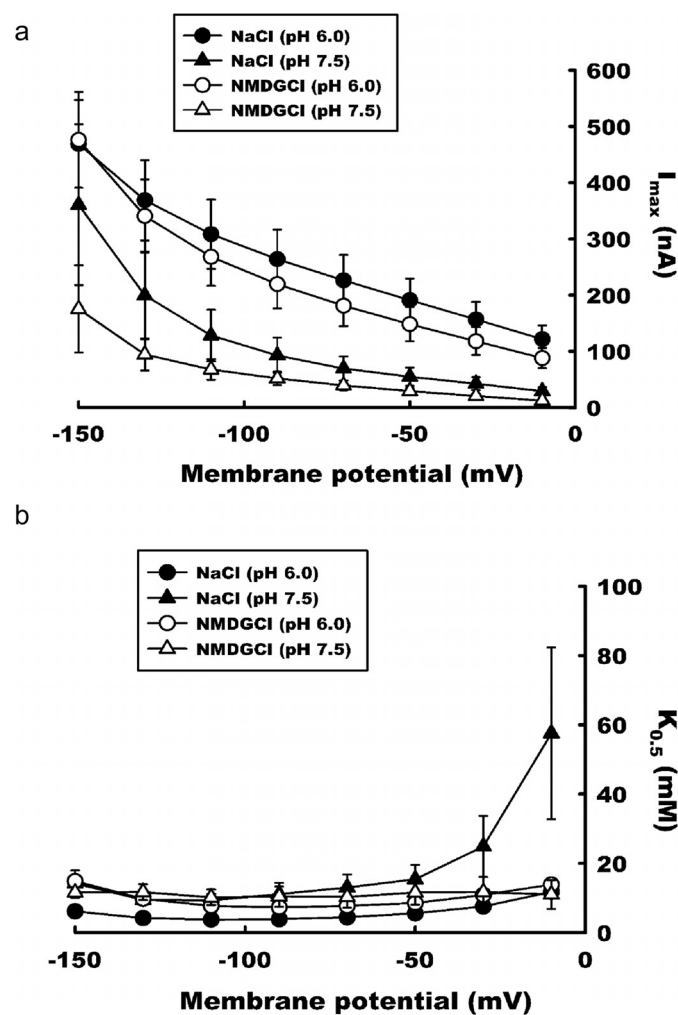 a
NaCl (pH 6.0)
NaCl (pH 7.5)
NMDGCl (pH 6.0)
NMDGCl (pH 7.5)
600
500
400
300
200
100
0
I max (nA)
-150
-100
-50
0
Membrane potential (mV)
b
NaCl (pH 6.0)
NaCl (pH 7.5)
NMDGCl (pH 6.0)
NMDGCl (pH 7.5)
100
80
60
40
20
0
K0.5 (mM)
-150
-100
-50
0
Membrane potential (mV)